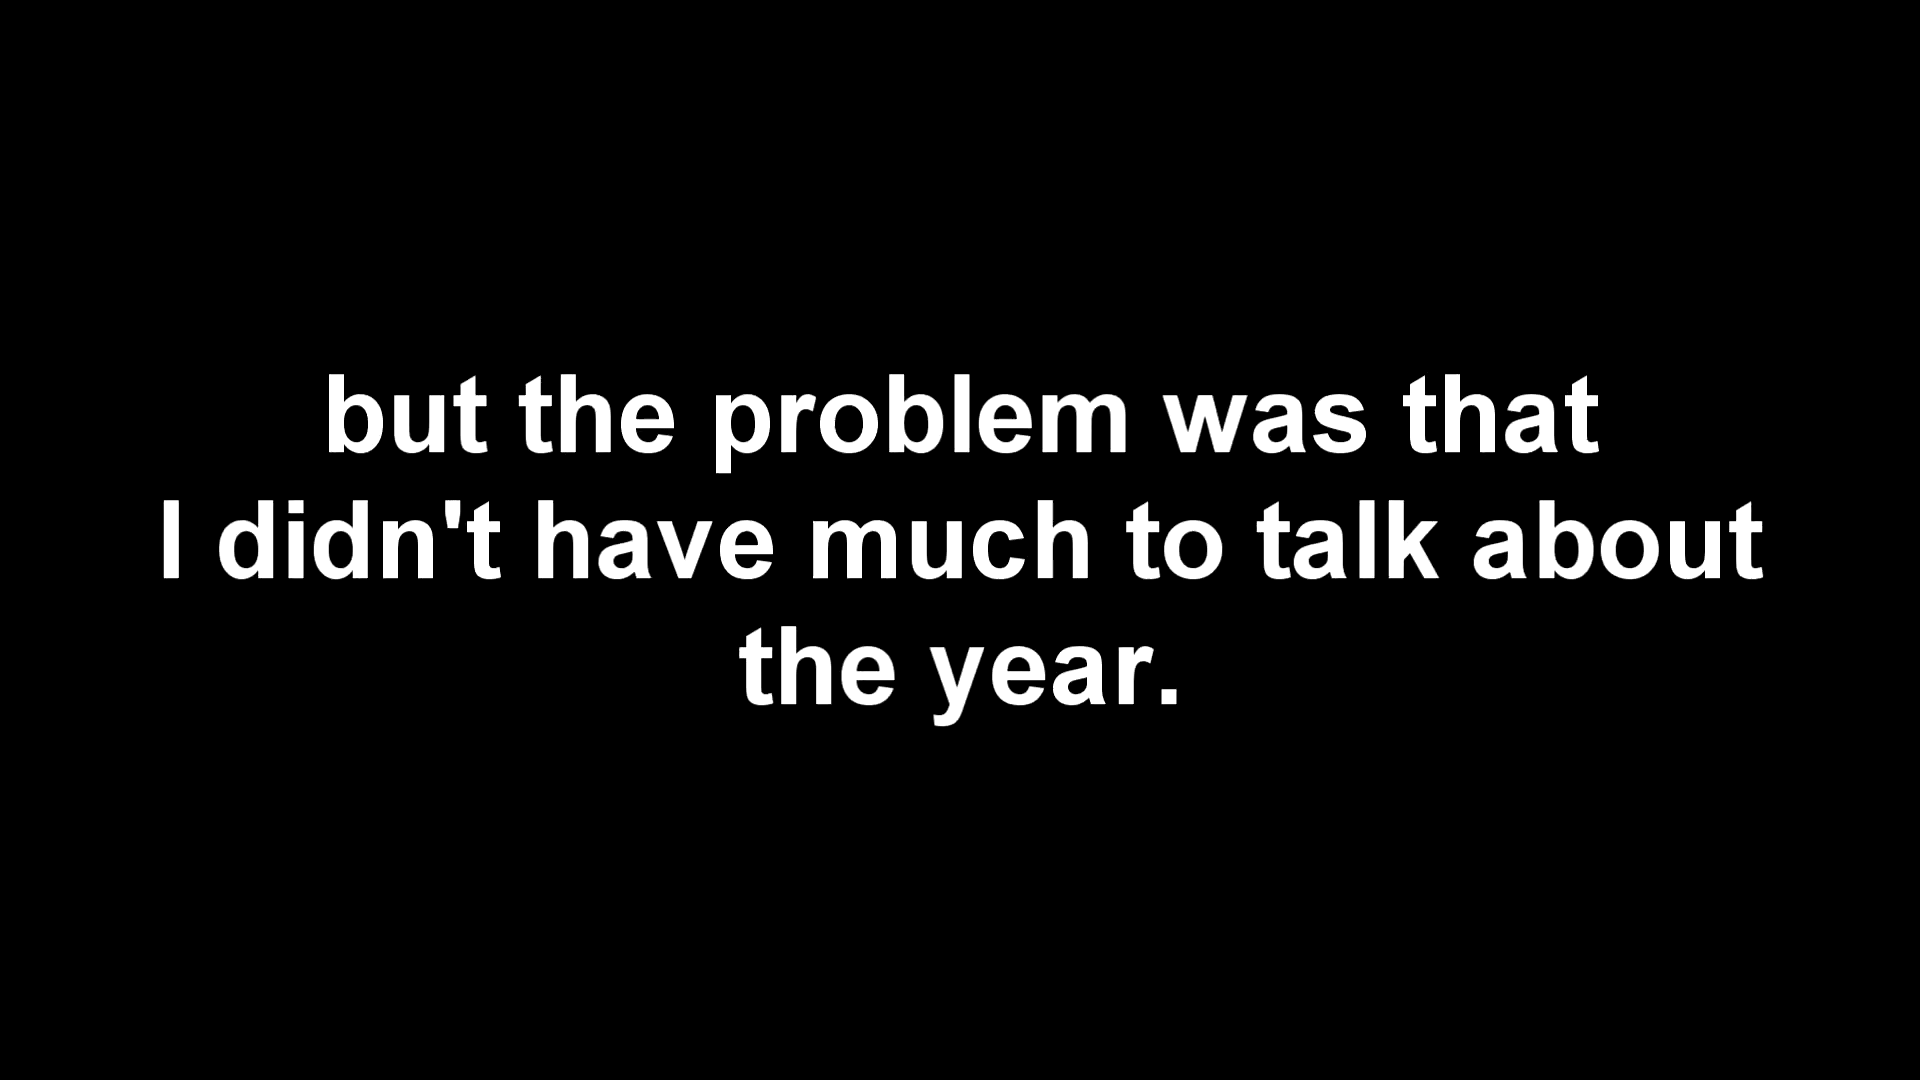 but the problem was that
I didn't have much to talk about
the year.